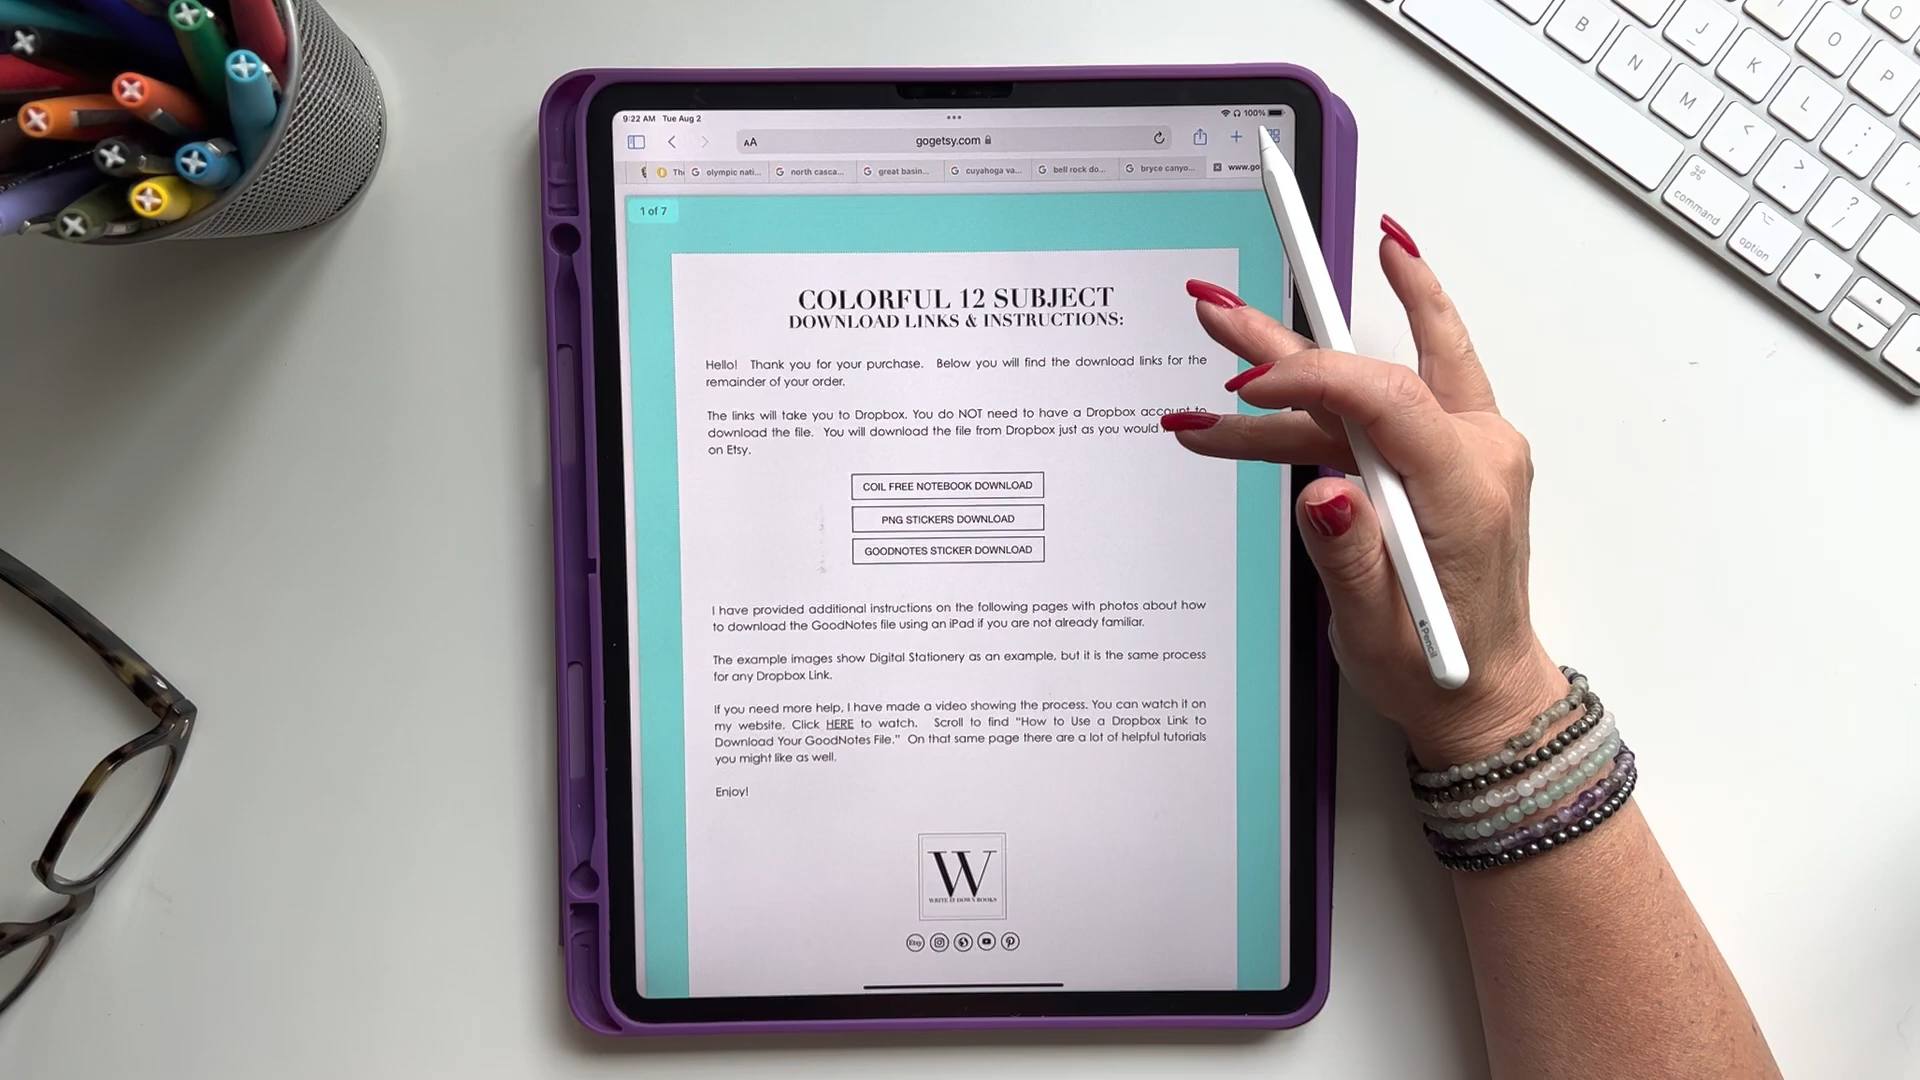 9:22 AM Tue Aug 2
100%
AA
gogetsy.com
Th
olympic nati...
north casca...
great basin...
cuyahoga va...
bell rock do...
bryce canyo...
www.go
1 of 7
COLORFUL 12 SUBJECT
DOWNLOAD LINKS & INSTRUCTIONS:
Hello! Thank you for your purchase. Below you will find the download links for the
remainder of your order.
The links will take you to Dropbox. You do NOT need to have a Dropbox account to
download the file. You will download the file from Dropbox just as you would
on Etsy.
COIL FREE NOTEBOOK DOWNLOAD
PNG STICKERS DOWNLOAD
GOODNOTES STICKER DOWNLOAD
I have provided additional instructions on the following pages with photos about how
to download the GoodNotes file using an iPad if you are not already familiar.
The example images show Digital Stationery as an example, but it is the same process
for any Dropbox Link.
If you need more help, I have made a video showing the process. You can watch it on
my website. Click HERE to watch. Scroll to find "How to Use a Dropbox Link to
Download Your GoodNotes File." On that same page there are a lot of helpful tutorials
you might like as well.
Enjoy!
W
WRITE IT DOWN BOOKS
Etsy
Pencil
B
N
M
J
K
L
O
P
O
<
>
?
:
;
command
option